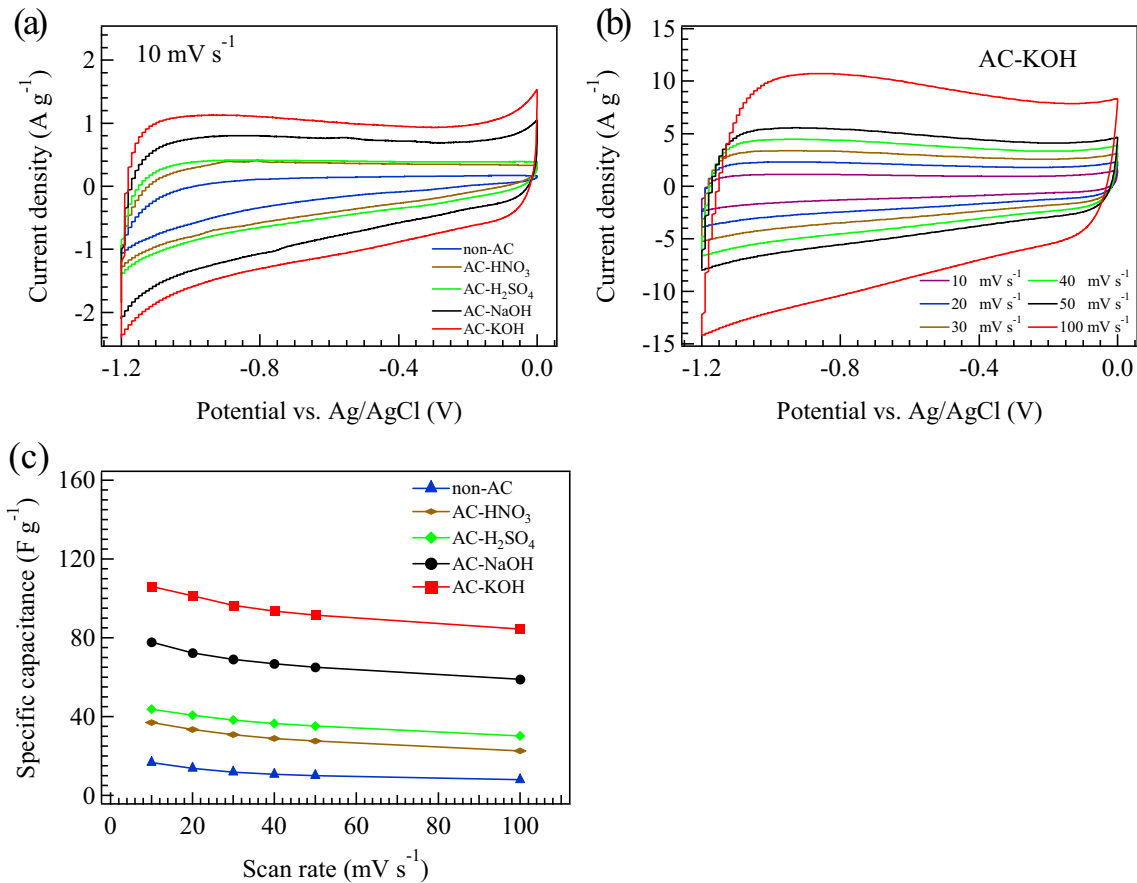 (a)
10 mV s⁻¹
Current density (A g⁻¹)
2
1
0
-1
-2
non-AC
AC-HNO₃
AC-H₂SO₄
AC-NaOH
AC-KOH
-1.2
-0.8
-0.4
0.0
Potential vs. Ag/AgCl (V)
(b)
AC-KOH
Current density (A g⁻¹)
15
10
5
0
-5
-10
-15
10 mV s⁻¹
20 mV s⁻¹
30 mV s⁻¹
40 mV s⁻¹
50 mV s⁻¹
100 mV s⁻¹
-1.2
-0.8
-0.4
0.0
Potential vs. Ag/AgCl (V)
(c)
Specific capacitance (F g⁻¹)
160
120
80
40
0
non-AC
AC-HNO₃
AC-H₂SO₄
AC-NaOH
AC-KOH
0
20
40
60
80
100
Scan rate (mV s⁻¹)